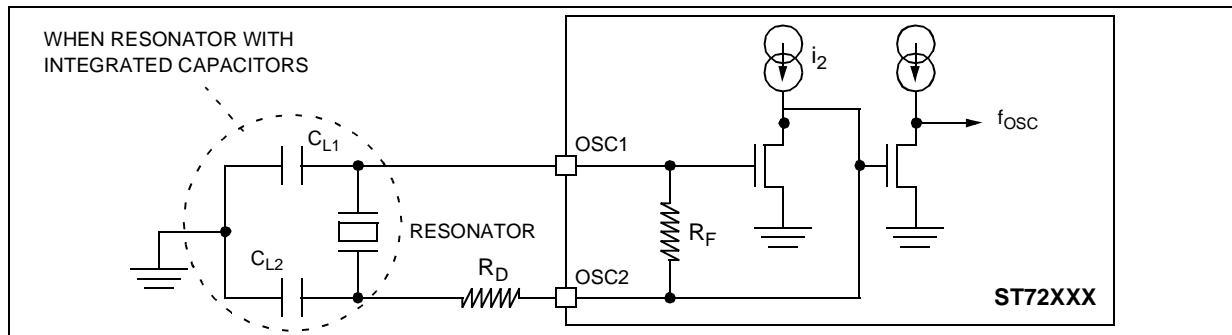 WHEN RESONATOR WITH
INTEGRATED CAPACITORS
i2
fOSC
CL1
OSC1
RESONATOR
RF
CL2
RD
OSC2
ST72XXX